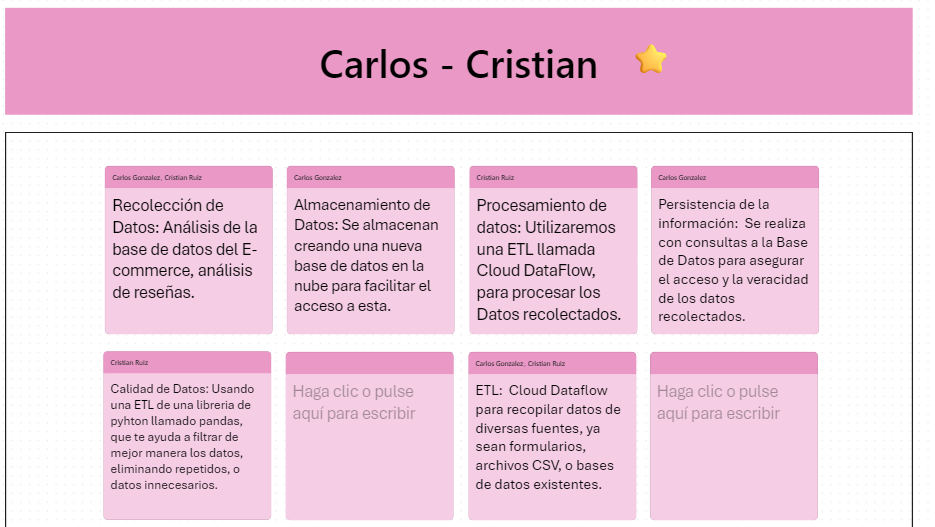 Carlos - Cristian
Carlos Gonzalez, Cristian Ruiz
Recolección de
Datos: Análisis de la
base de datos del E-
commerce, análisis
de reseñas.
Carlos Gonzalez
Almacenamiento de
Datos: Se almacenan
creando una nueva
base de datos en la
nube para facilitar el
acceso a esta.
Cristian Ruiz
Procesamiento de
datos: Utilizaremos
una ETL llamada
Cloud DataFlow,
para procesar los
Datos recolectados.
Carlos Gonzalez
Persistencia de la
información:  Se realiza
con consultas a la Base
de Datos para asegurar
el acceso y la veracidad
de los datos
recolectados.
Cristian Ruiz
Calidad de Datos: Usando
una ETL de una libreria de
pyhton llamado pandas,
que te ayuda a filtrar de
mejor manera los datos,
eliminando repetidos, o
datos innecesarios.
Haga clic o pulse
aquí para escribir
Carlos Gonzalez, Cristian Ruiz
ETL:  Cloud Dataflow
para recopilar datos de
diversas fuentes, ya
sean formularios,
archivos CSV, o bases
de datos existentes.
Haga clic o pulse
aquí para escribir